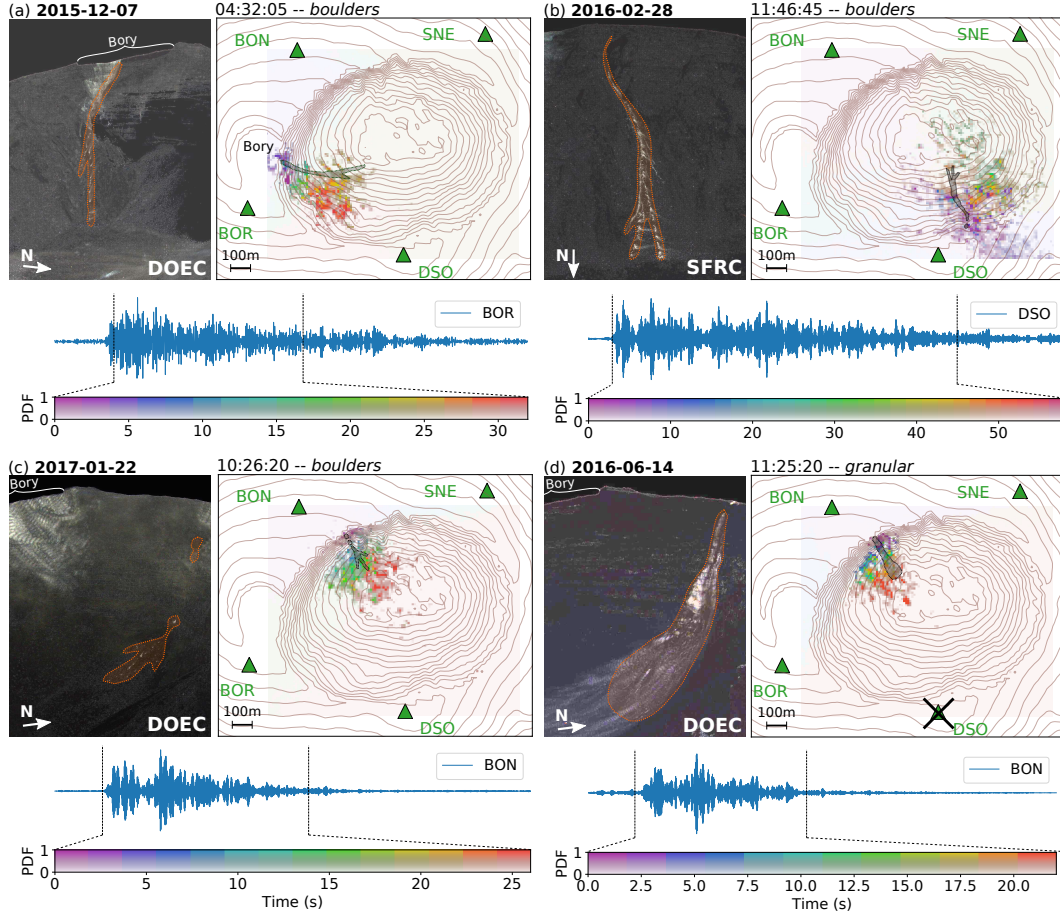 (a) 2015-12-07
04:32:05 -- boulders
Bory
N
DOEC
BON
SNE
Bory
BOR
DSO
100m
BOR
PDF
1
0
0 5 10 15 20 25 30
(b) 2016-02-28
11:46:45 -- boulders
N
SFRC
BON
SNE
BOR
DSO
100m
DSO
PDF
1
0
0 10 20 30 40 50
(c) 2017-01-22
10:26:20 -- boulders
Bory
N
DOEC
BON
SNE
BOR
DSO
100m
BON
PDF
1
0
0 5 10 15 20 25
Time (s)
(d) 2016-06-14
11:25:20 -- granular
Bory
N
DOEC
BON
SNE
BOR
DSO
100m
BON
PDF
1
0
0.0 2.5 5.0 7.5 10.0 12.5 15.0 17.5 20.0
Time (s)